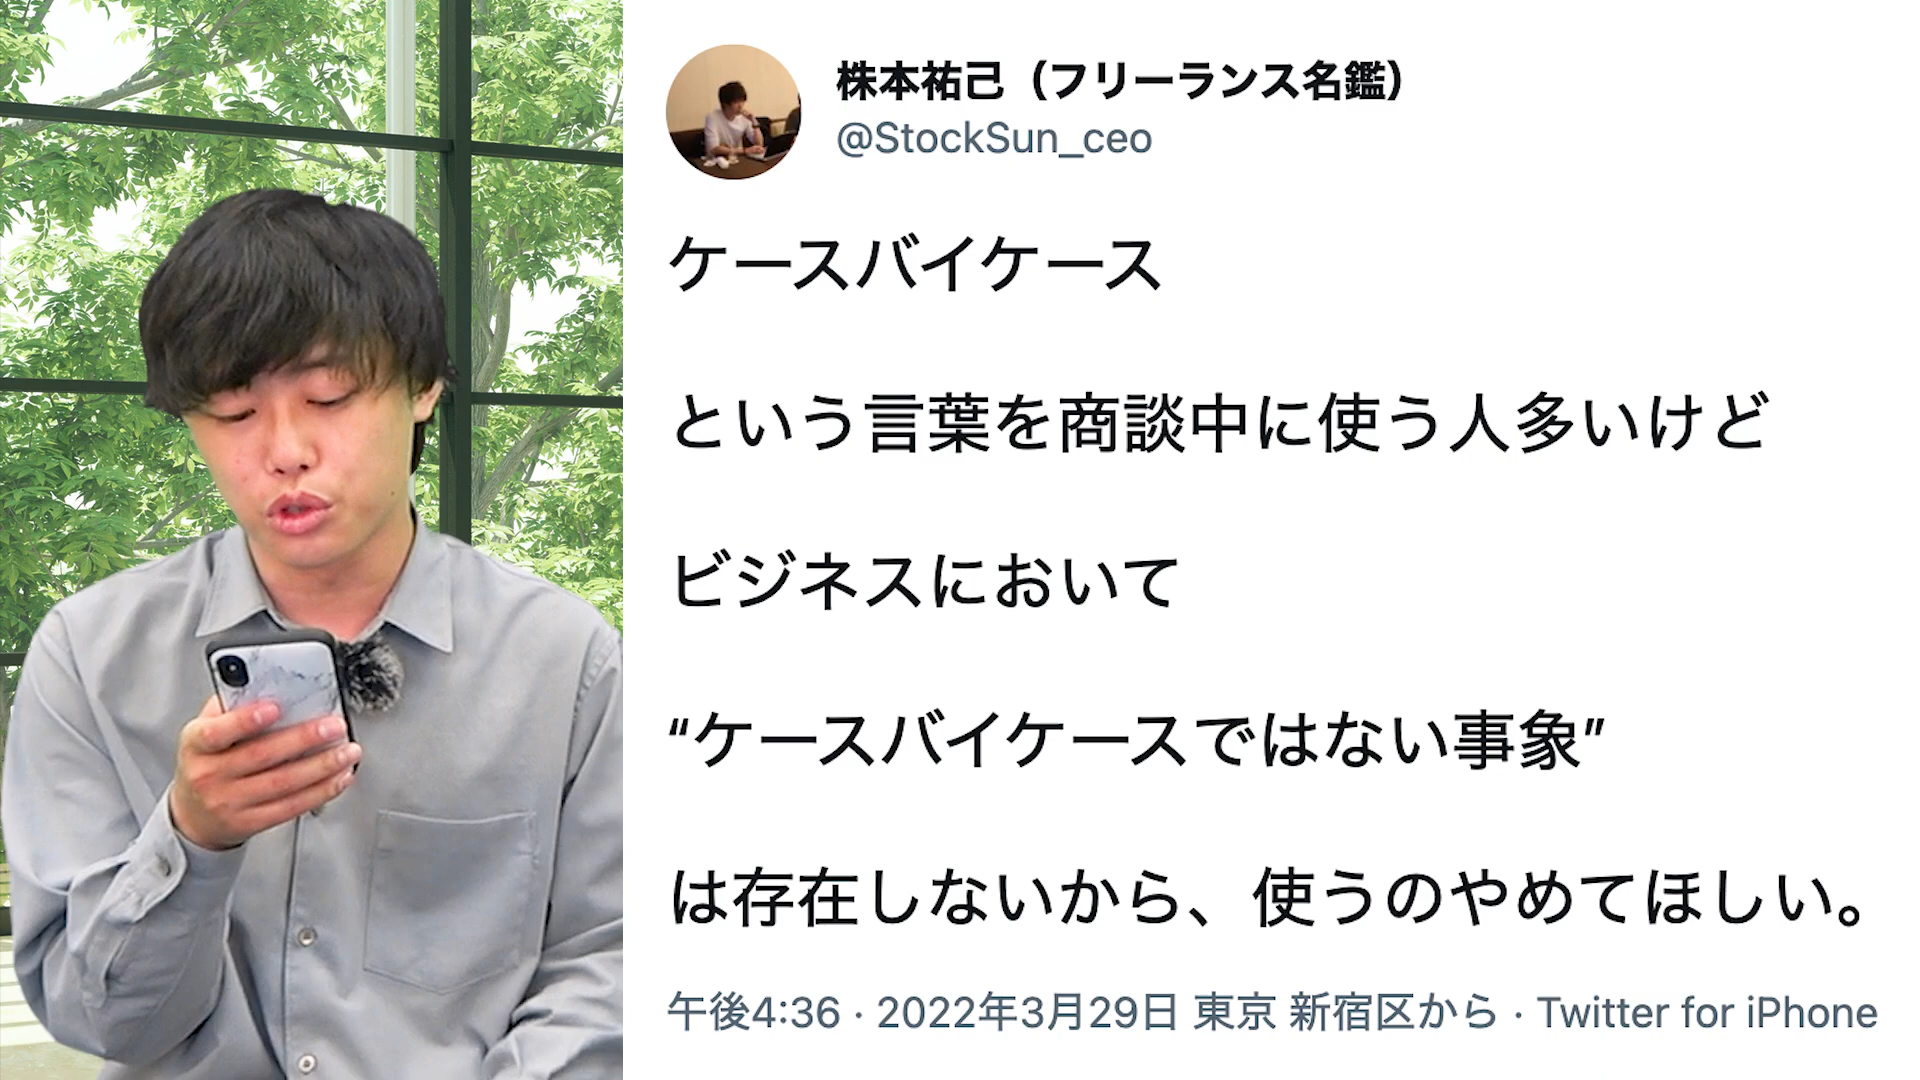 株本祐己（フリーランス名鑑）
@StockSun_ceo
ケースバイケース
という言葉を商談中に使う人多いけど
ビジネスにおいて
“ケースバイケースではない事象”
は存在しないから、使うのやめてほしい。
午後4:36 · 2022年3月29日 東京 新宿区から · Twitter for iPhone